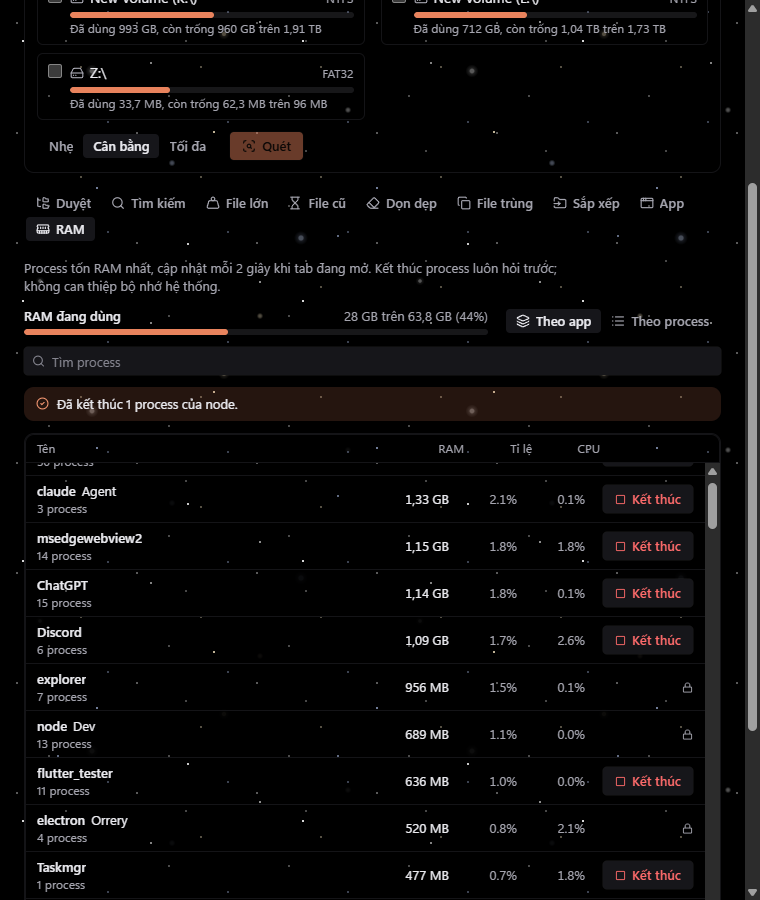 New Volume (K:\) NTFS
Đã dùng 993 GB, còn trống 960 GB trên 1,91 TB
New Volume (L:\) NTFS
Đã dùng 712 GB, còn trống 1,04 TB trên 1,73 TB
Z:\ FAT32
Đã dùng 33,7 MB, còn trống 62,3 MB trên 96 MB
Nhẹ Cân bằng Tối đa Quét
Duyệt Tìm kiếm File lớn File cũ Dọn dẹp File trùng Sắp xếp App
RAM
Process tốn RAM nhất, cập nhật mỗi 2 giây khi tab đang mở. Kết thúc process luôn hỏi trước;
không can thiệp bộ nhớ hệ thống.
RAM đang dùng 28 GB trên 63,8 GB (44%) Theo app Theo process
Tìm process
Đã kết thúc 1 process của node.
Tên RAM Tỉ lệ CPU
process
claude Agent 1,33 GB 2.1% 0.1% Kết thúc
3 process
msedgewebview2 1,15 GB 1.8% 1.8% Kết thúc
14 process
ChatGPT 1,14 GB 1.8% 0.1% Kết thúc
15 process
Discord 1,09 GB 1.7% 2.6% Kết thúc
6 process
explorer 956 MB 1.5% 0.1%
7 process
node Dev 689 MB 1.1% 0.0%
13 process
flutter_tester 636 MB 1.0% 0.0% Kết thúc
11 process
electron Orrery 520 MB 0.8% 2.1%
4 process
Taskmgr 477 MB 0.7% 1.8% Kết thúc
1 process